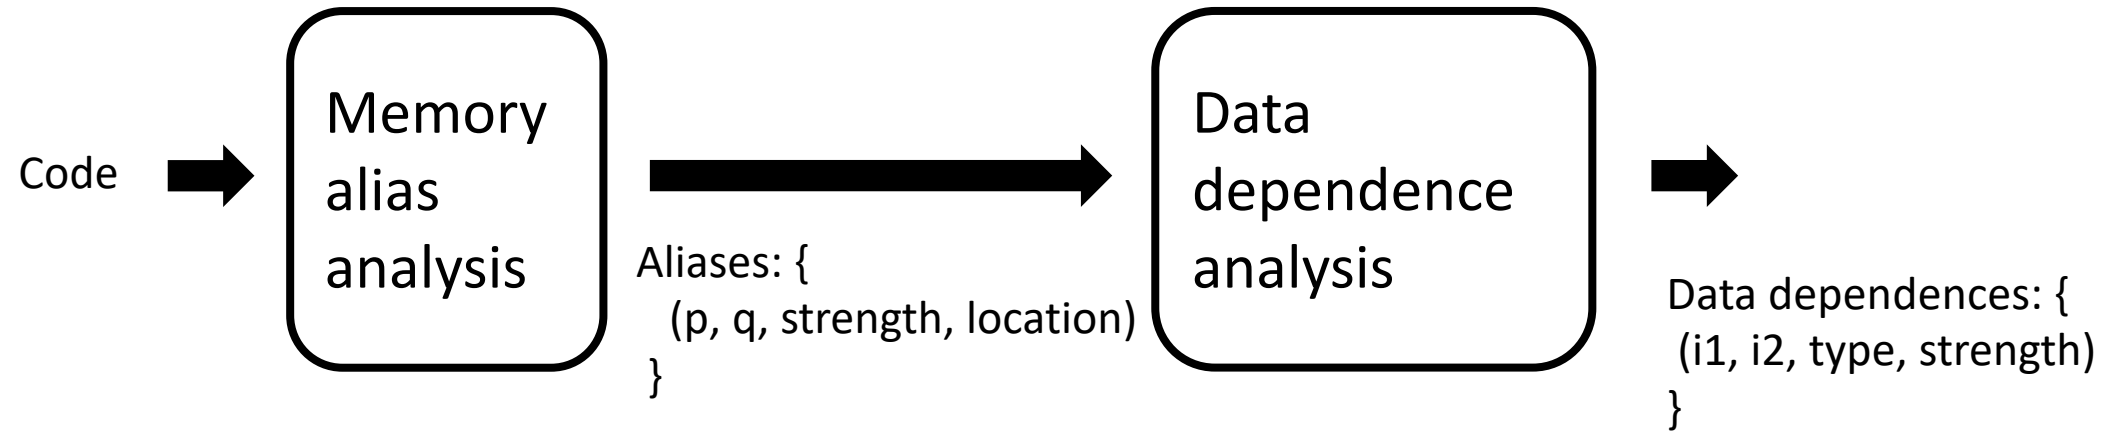 Code
Memory
alias
analysis
Aliases: {
(p, q, strength, location)
}
Data
dependence
analysis
Data dependences: {
(i1, i2, type, strength)
}